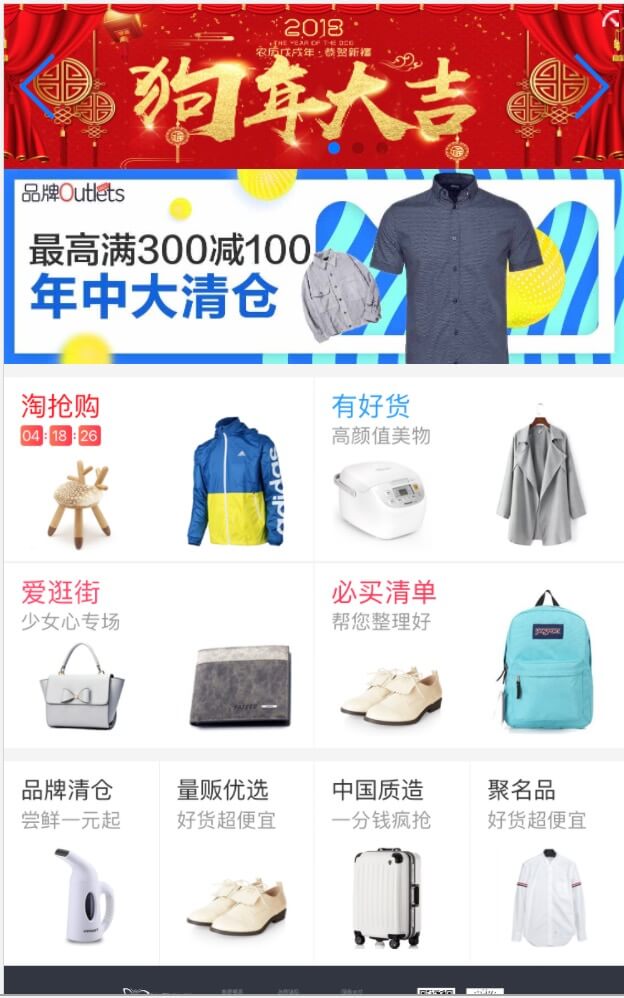 2018
THE YEAR OF THE DOG
农历戊戌年·恭贺新禧
狗年大吉
品牌Outlets
最高满300减100
年中大清仓
淘抢购
04:18:26
adidas
有好货
高颜值美物
爱逛街
少女心专场
必买清单
帮您整理好
JANSPORT
品牌清仓
尝鲜一元起
量贩优选
好货超便宜
中国质造
一分钱疯抢
聚名品
好货超便宜